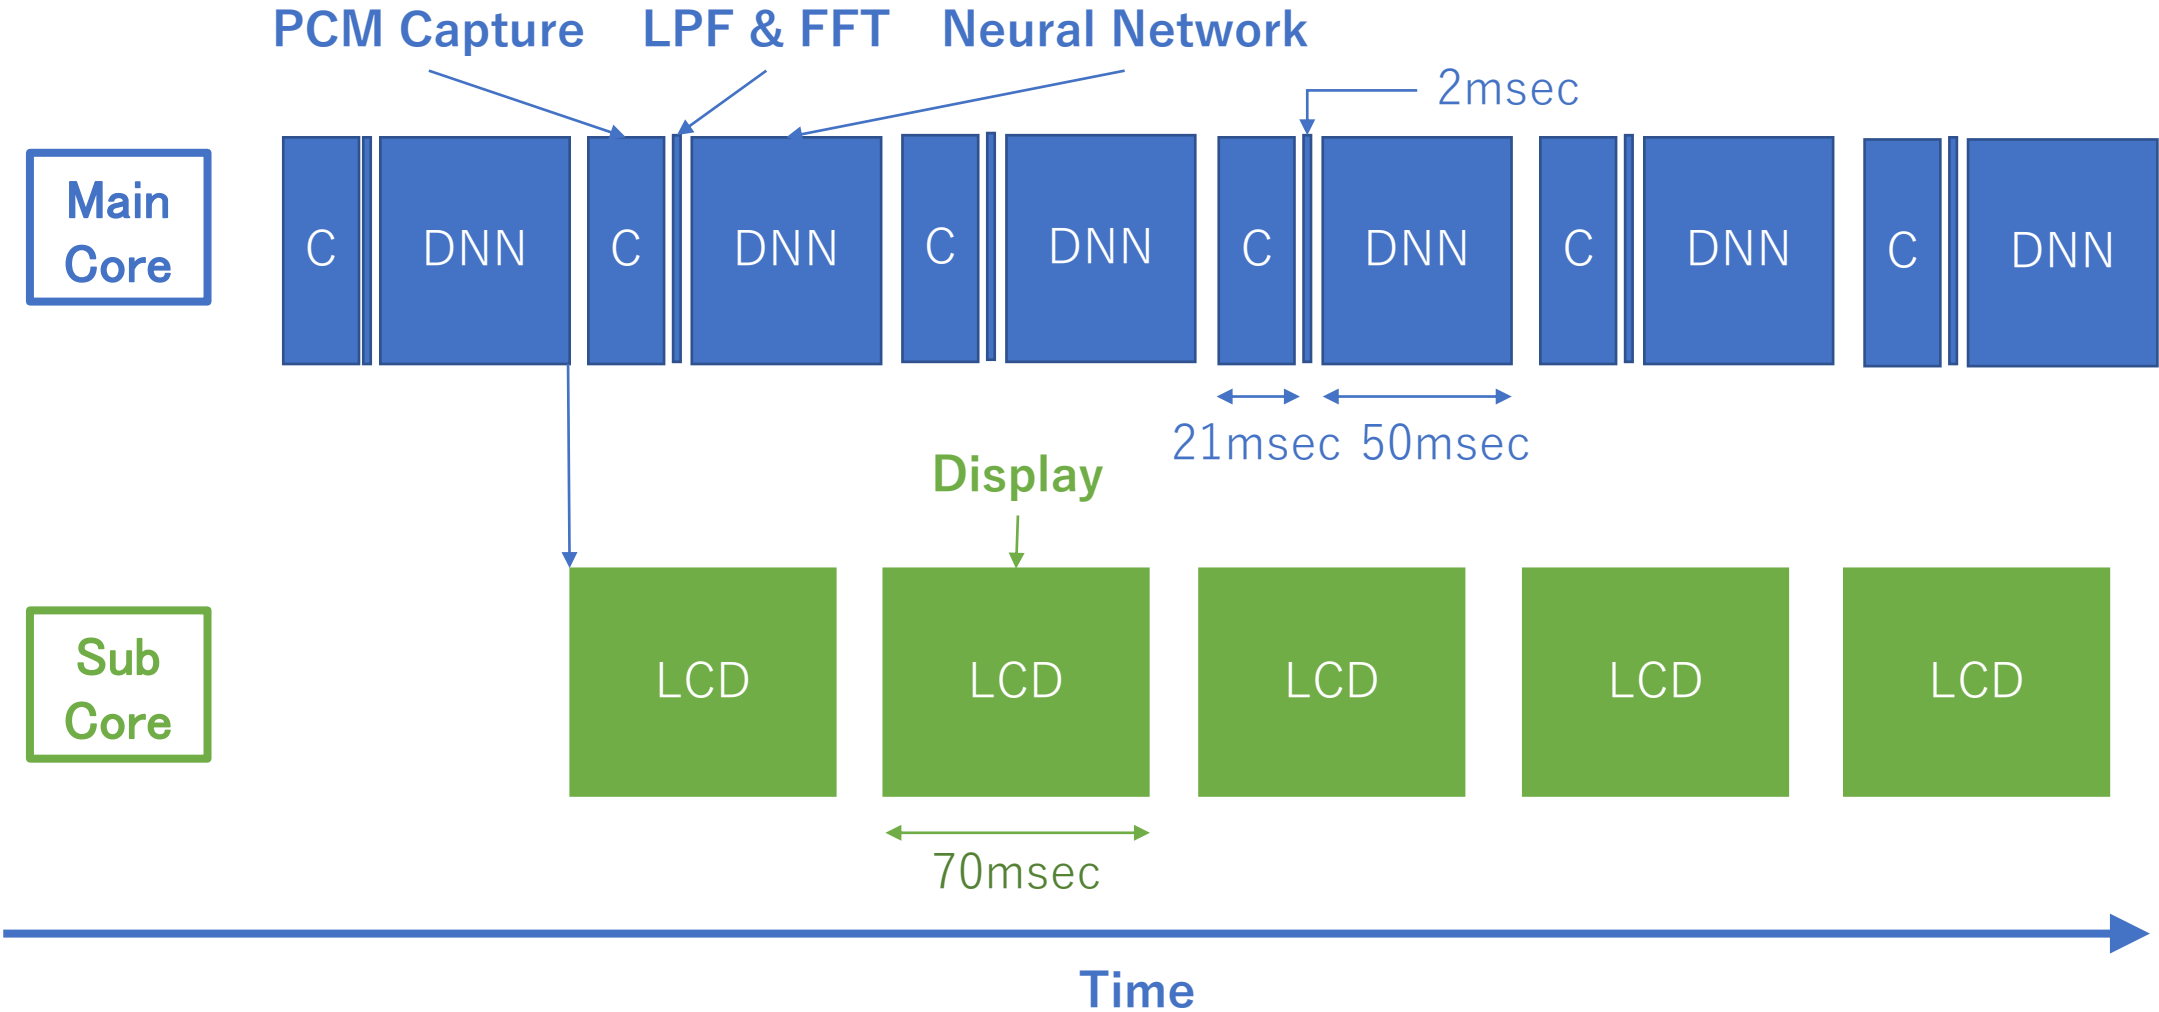 PCM Capture LPF & FFT Neural Network
2msec
Main
Core
C DNN C DNN C DNN C DNN C DNN C DNN
21msec 50msec
Display
Sub
Core
LCD LCD LCD LCD LCD
70msec
Time